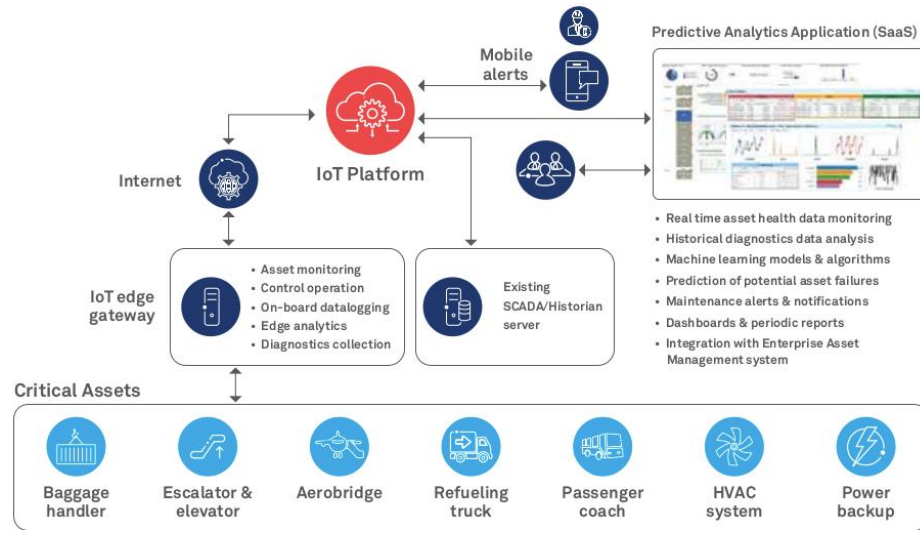 Predictive Analytics Application (SaaS)
Mobile
alerts
IoT Platform
Internet
IoT edge
gateway
• Asset monitoring
• Control operation
• On-board datalogging
• Edge analytics
• Diagnostics collection
Existing
SCADA/Historian
server
• Real time asset health data monitoring
• Historical diagnostics data analysis
• Machine learning models & algorithms
• Prediction of potential asset failures
• Maintenance alerts & notifications
• Dashboards & periodic reports
• Integration with Enterprise Asset
Management system
Critical Assets
Baggage
handler
Escalator &
elevator
Aerobridge
Refueling
truck
Passenger
coach
HVAC
system
Power
backup